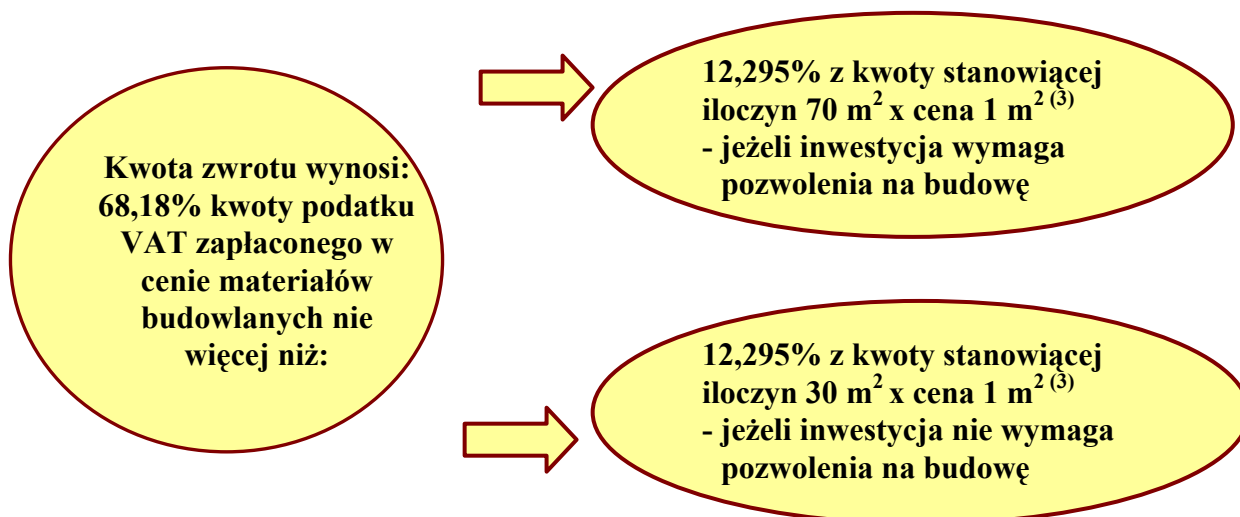 Kwota zwrotu wynosi:
68,18% kwoty podatku
VAT zapłaconego w
cenie materiałów
budowlanych nie
więcej niż:
12,295% z kwoty stanowiącej
iloczyn 70 m² x cena 1 m² ⁽³⁾
- jeżeli inwestycja wymaga
pozwolenia na budowę
12,295% z kwoty stanowiącej
iloczyn 30 m² x cena 1 m² ⁽³⁾
- jeżeli inwestycja nie wymaga
pozwolenia na budowę